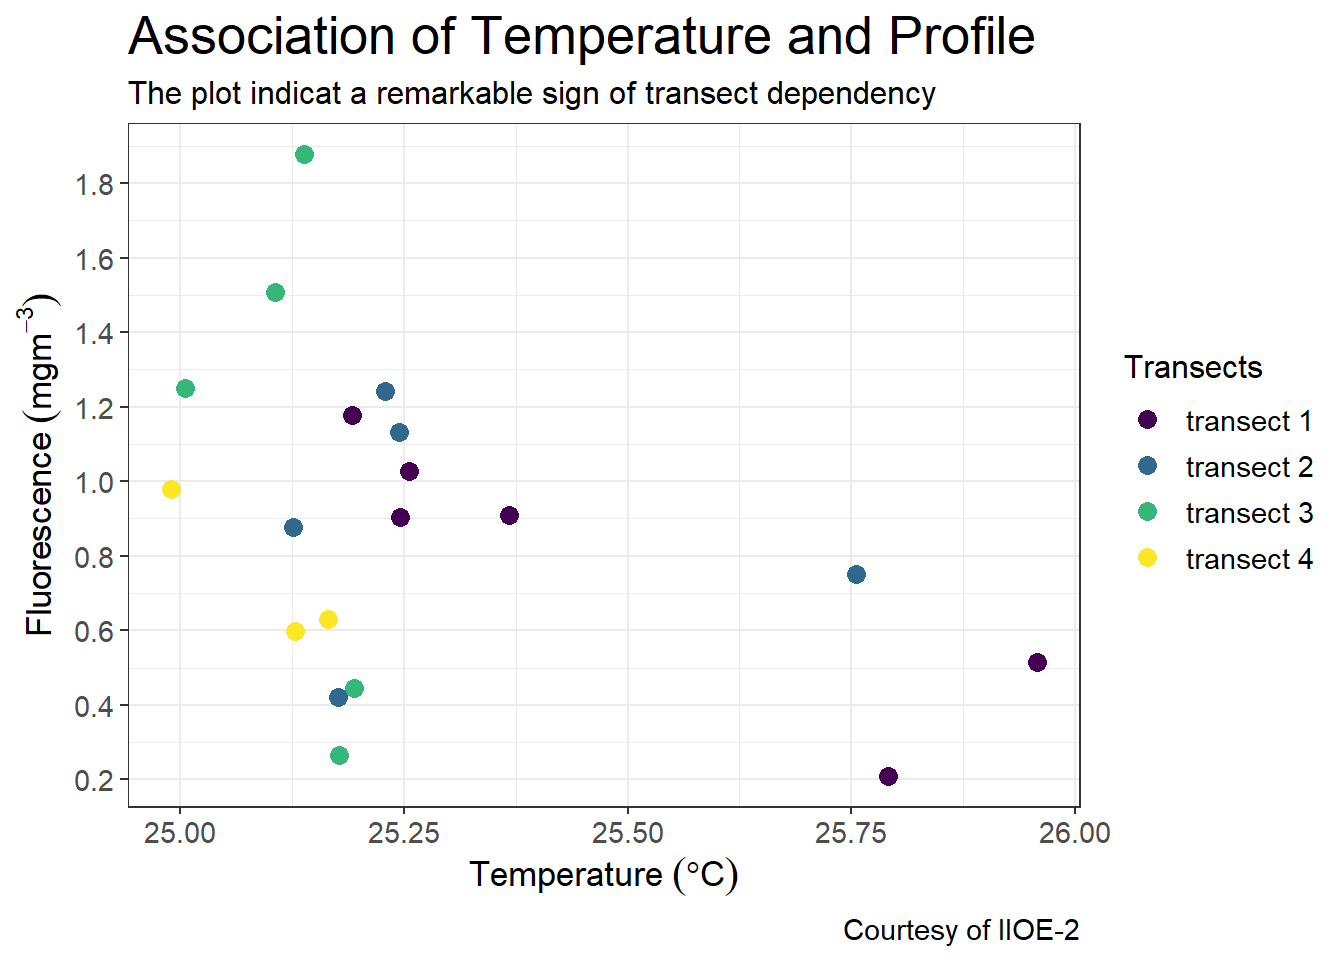 Association of Temperature and Profile
The plot indicat a remarkable sign of transect dependency
Fluorescence (mgm⁻³)
1.8
1.6
1.4
1.2
1.0
0.8
0.6
0.4
0.2
25.00 25.25 25.50 25.75 26.00
Temperature (°C)
Transects
transect 1
transect 2
transect 3
transect 4
Courtesy of IIOE-2